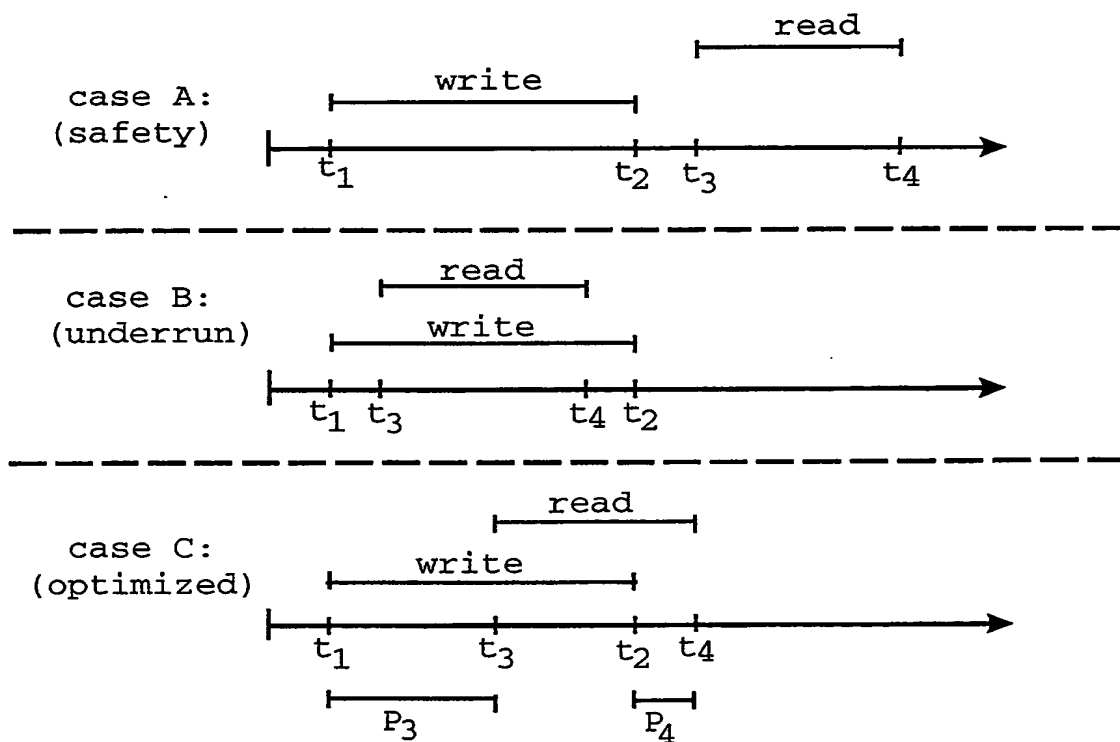 read
case A:
write
(safety)
t1 t2 t3 t4
read
case B:
write
(underrun)
t1 t3 t4 t2
read
case C:
write
(optimized)
t1 t3 t2 t4
P3 P4